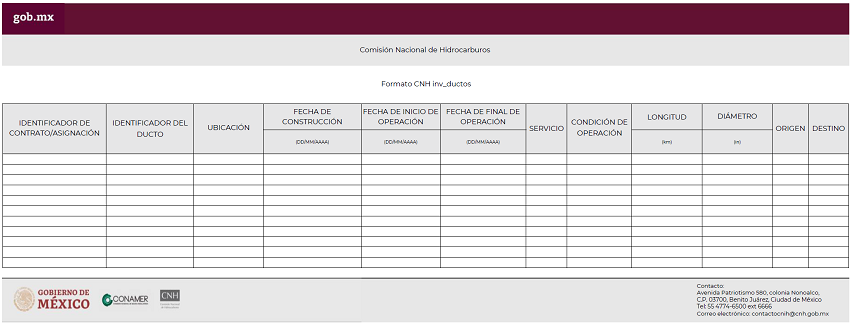 gob.mx
Comisión Nacional de Hidrocarburos
Formato CNH inv_ductos
IDENTIFICADOR DE
CONTRATO/ASIGNACIÓN
IDENTIFICADOR DEL
DUCTO
UBICACIÓN
FECHA DE
CONSTRUCCIÓN
(DD/MM/AAAA)
FECHA DE INICIO DE
OPERACIÓN
(DD/MM/AAAA)
FECHA DE FINAL DE
OPERACIÓN
(DD/MM/AAAA)
SERVICIO
CONDICIÓN DE
OPERACIÓN
LONGITUD
(km)
DIÁMETRO
(in)
ORIGEN
DESTINO
GOBIERNO DE
MÉXICO
CONAMER
CNH
Contacto:
Avenida Patriotismo 580, colonia Nonoalco,
C.P. 03700, Benito Juárez, Ciudad de México
Tel: 55 4774-6500 ext 6666
Correo electrónico: contactocnih@cnh.gob.mx